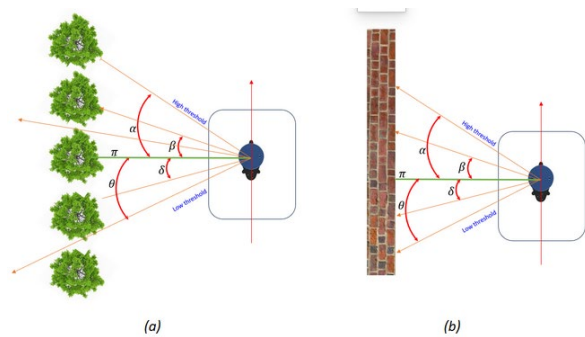 High threshold
α
β
π
δ
θ
Low threshold
(a)
High threshold
α
β
π
δ
θ
Low threshold
(b)